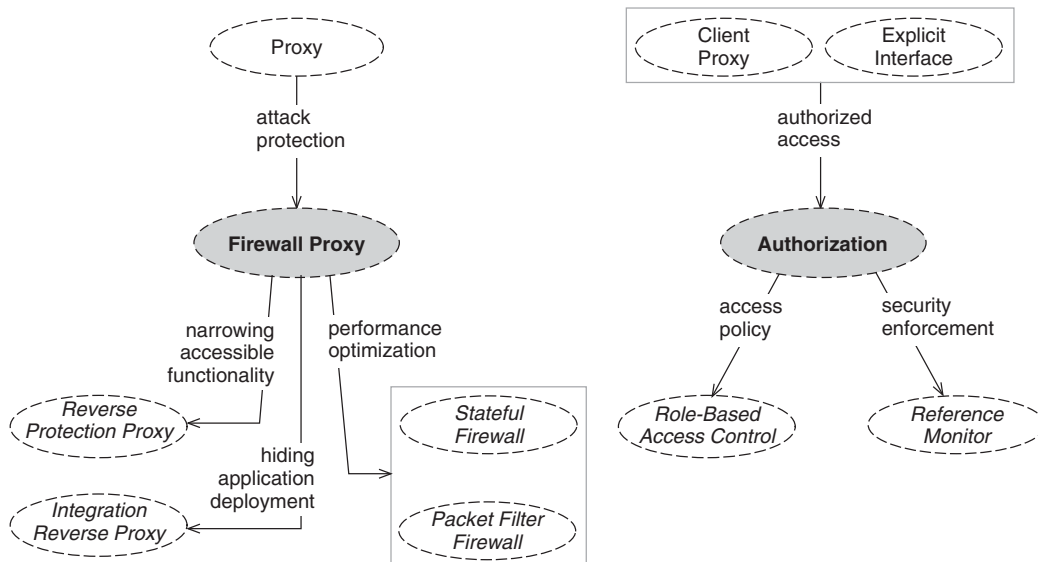 Proxy
attack
protection
Firewall Proxy
narrowing
accessible
functionality
performance
optimization
Reverse
Protection Proxy
hiding
application
deployment
Integration
Reverse Proxy
Stateful
Firewall
Packet Filter
Firewall
Client
Proxy
Explicit
Interface
authorized
access
Authorization
access
policy
security
enforcement
Role-Based
Access Control
Reference
Monitor